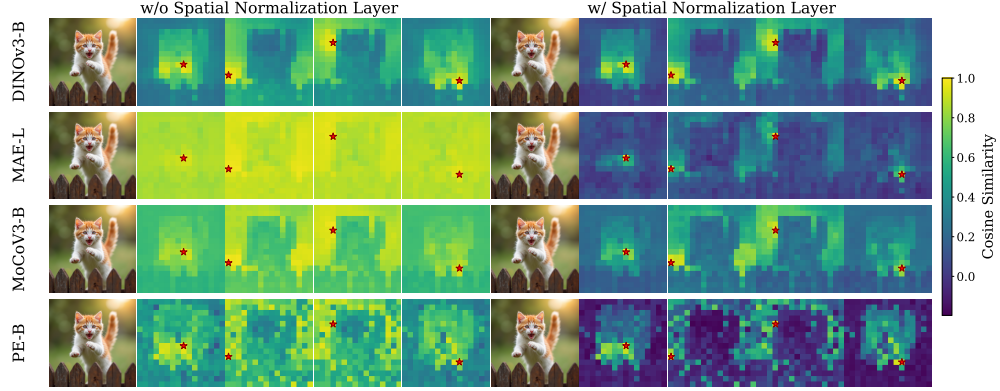 w/o Spatial Normalization Layer
w/ Spatial Normalization Layer
DINOv3-B
MAE-L
MoCoV3-B
PE-B
1.0
0.8
0.6
0.4
0.2
0.0
Cosine Similarity